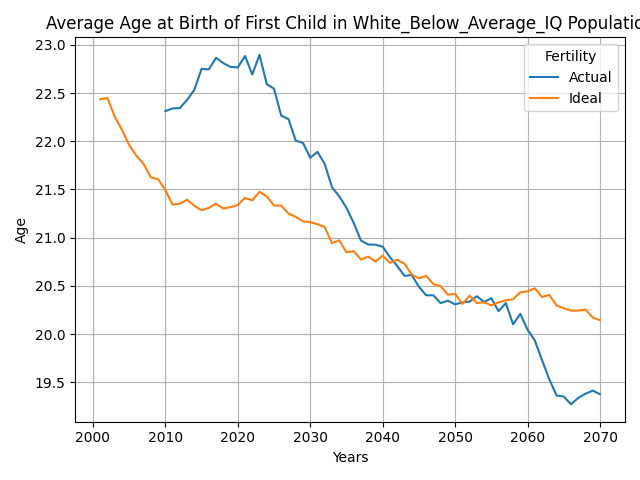 Average Age at Birth of First Child in White_Below_Average_IQ Populatio
23.0
22.5
22.0
21.5
21.0
20.5
20.0
19.5
Age
Fertility
Actual
Ideal
2000 2010 2020 2030 2040 2050 2060 2070
Years